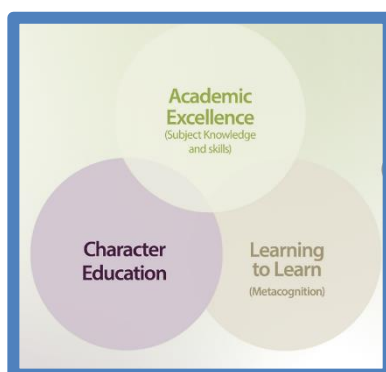 Academic
Excellence
(Subject Knowledge
and skills)
Character
Education
Learning
to Learn
(Metacognition)